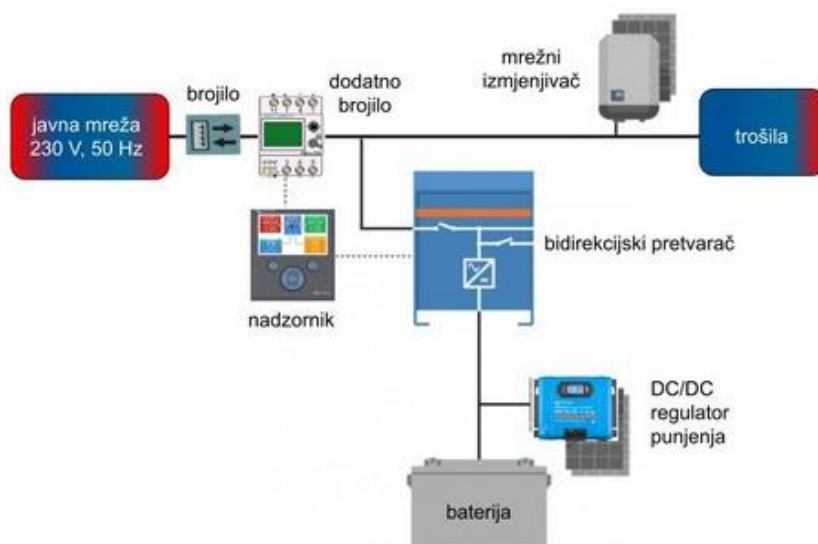 mrežni
izmjenjivač
dodatno
brojilo
brojilo
javna mreža
230 V, 50 Hz
trošila
bidirekcijski pretvarač
nadzornik
DC/DC
regulator
punjenja
baterija